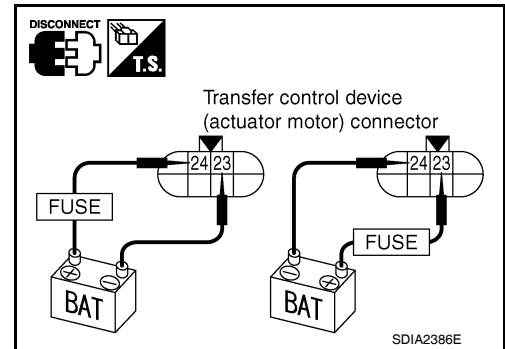 DISCONNECT
T.S.
Transfer control device
(actuator motor) connector
24 23
24 23
FUSE
FUSE
+ −
BAT
+ −
BAT
SDIA2386E